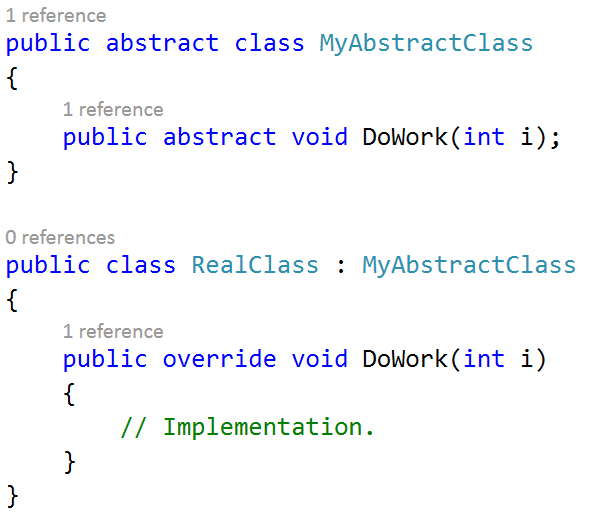 1 reference
public abstract class MyAbstractClass
{
1 reference
public abstract void DoWork(int i);
}
0 references
public class RealClass : MyAbstractClass
{
1 reference
public override void DoWork(int i)
{
// Implementation.
}
}